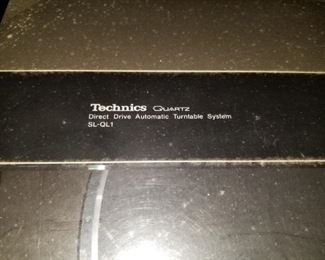 Technics QUARTZ
Direct Drive Automatic Turntable System
SL-QL1